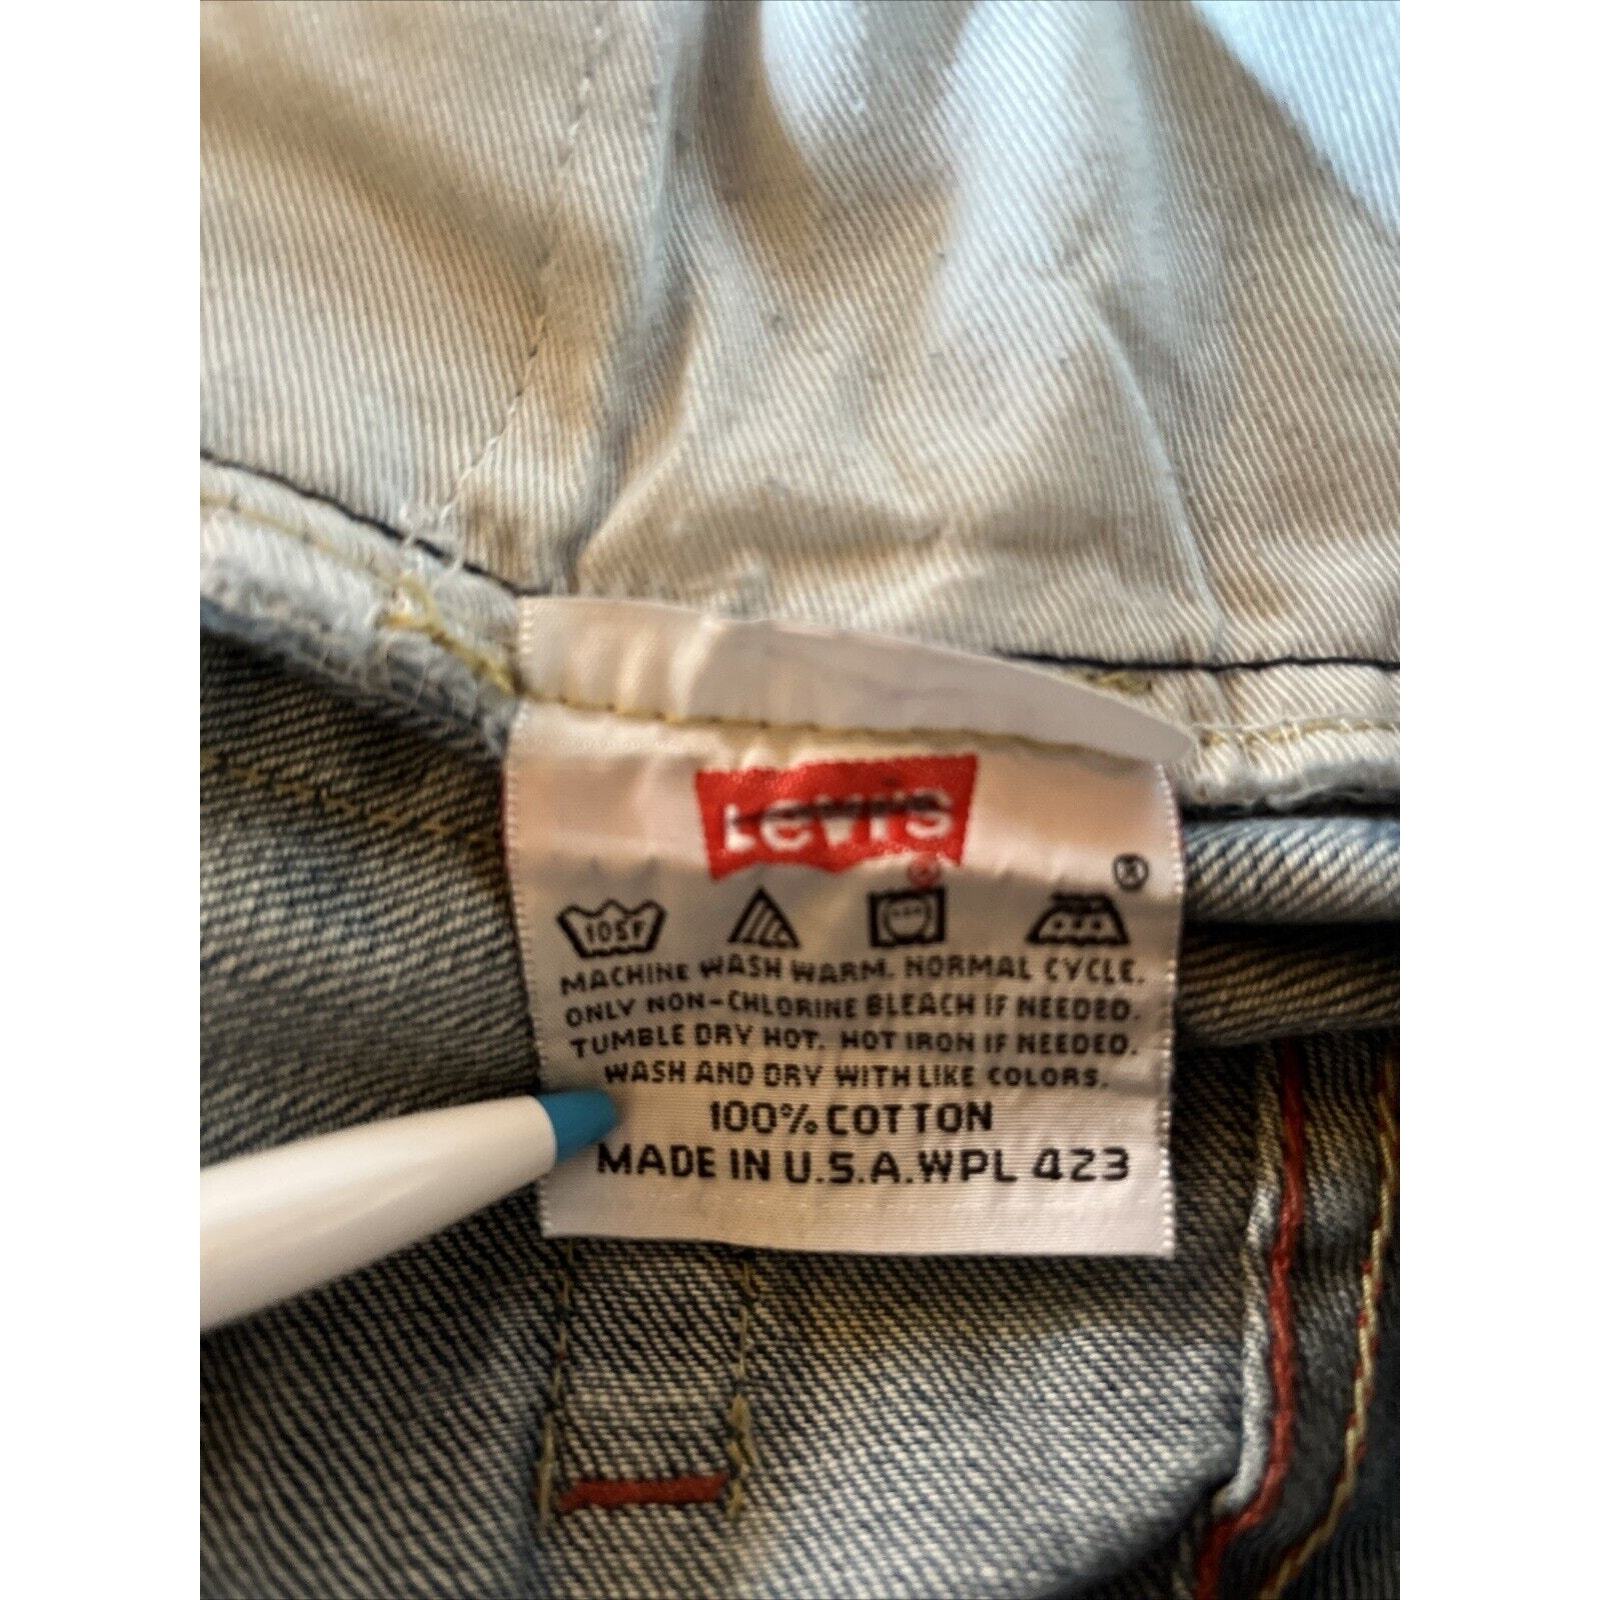 Levi's ®
®
105F
MACHINE WASH WARM. NORMAL CYCLE.
ONLY NON-CHLORINE BLEACH IF NEEDED.
TUMBLE DRY HOT. HOT IRON IF NEEDED.
WASH AND DRY WITH LIKE COLORS.
100% COTTON
MADE IN U.S.A. WPL 423